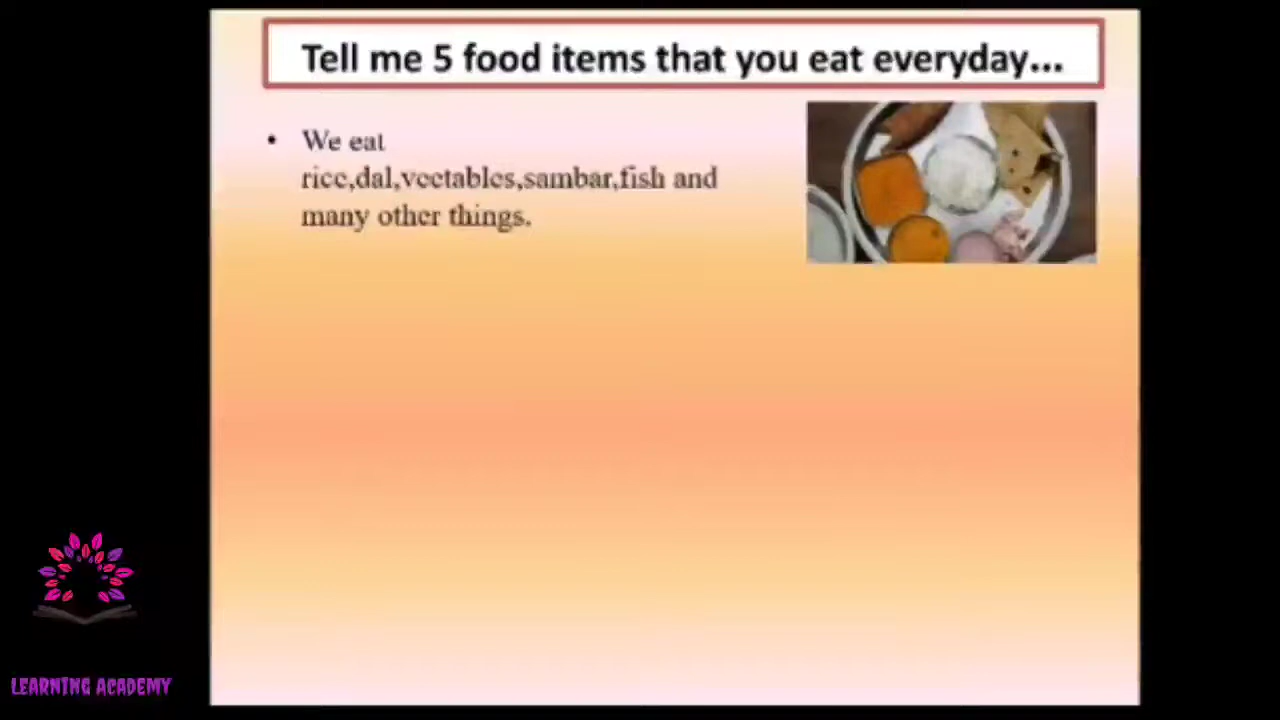 Tell me 5 food items that you eat everyday...
• We eat
rice,dal,veetables,sambar,fish and
many other things.
LEARNING ACADEMY